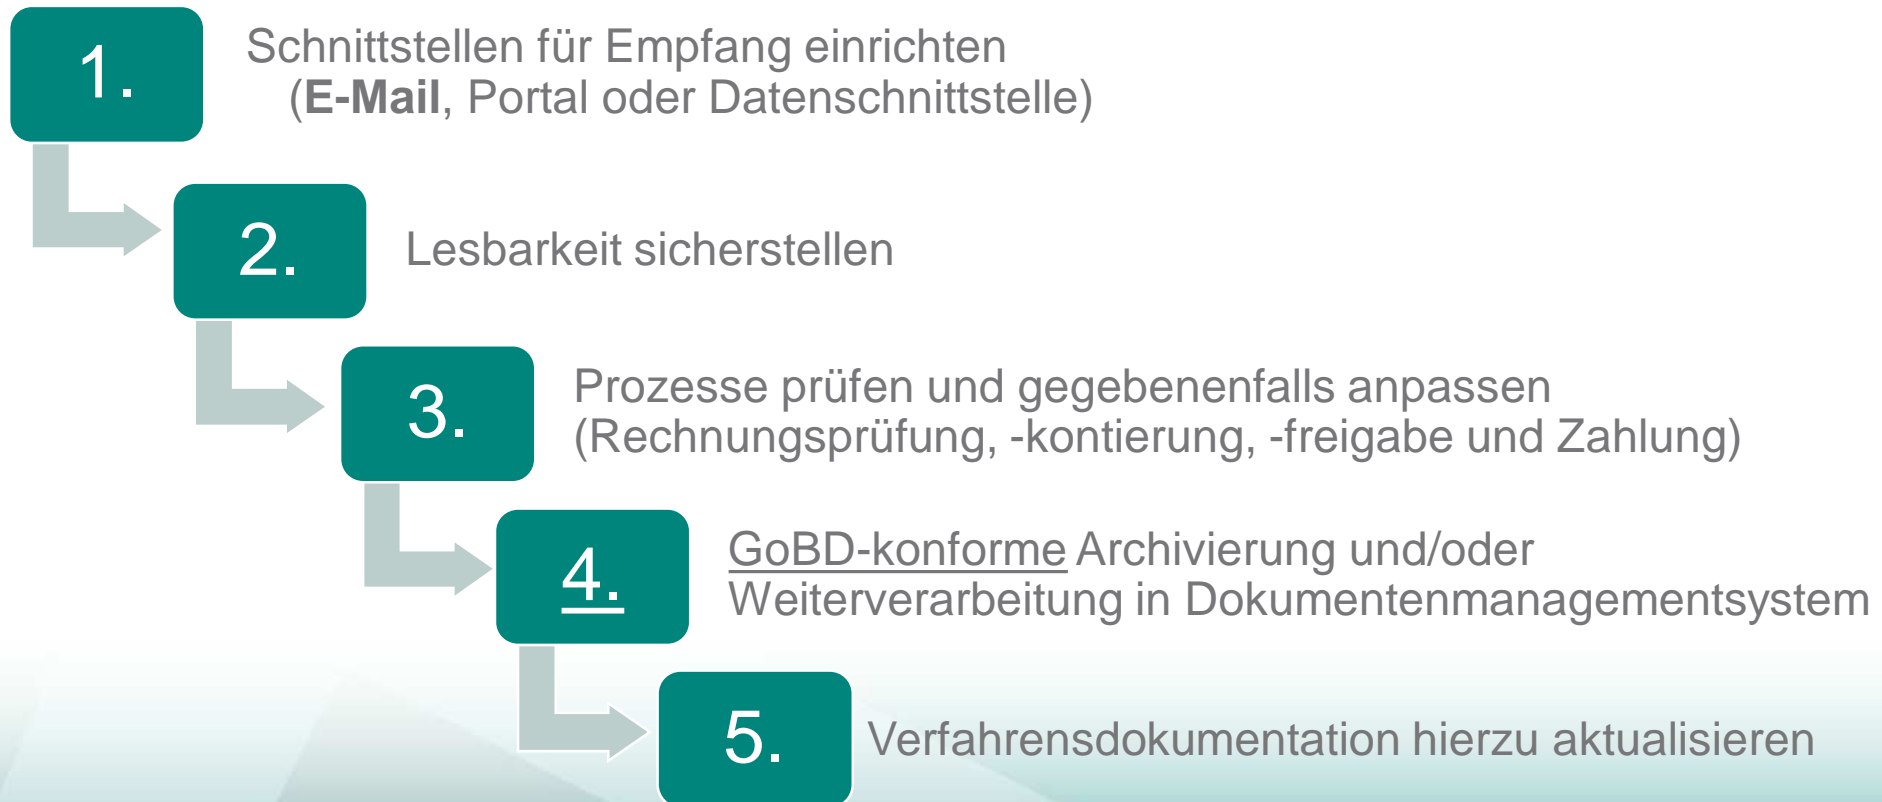 1.
Schnittstellen für Empfang einrichten
(E-Mail, Portal oder Datenschnittstelle)
2.
Lesbarkeit sicherstellen
3.
Prozesse prüfen und gegebenenfalls anpassen
(Rechnungsprüfung, -kontierung, -freigabe und Zahlung)
4.
GoBD-konforme Archivierung und/oder
Weiterverarbeitung in Dokumentenmanagementsystem
5.
Verfahrensdokumentation hierzu aktualisieren